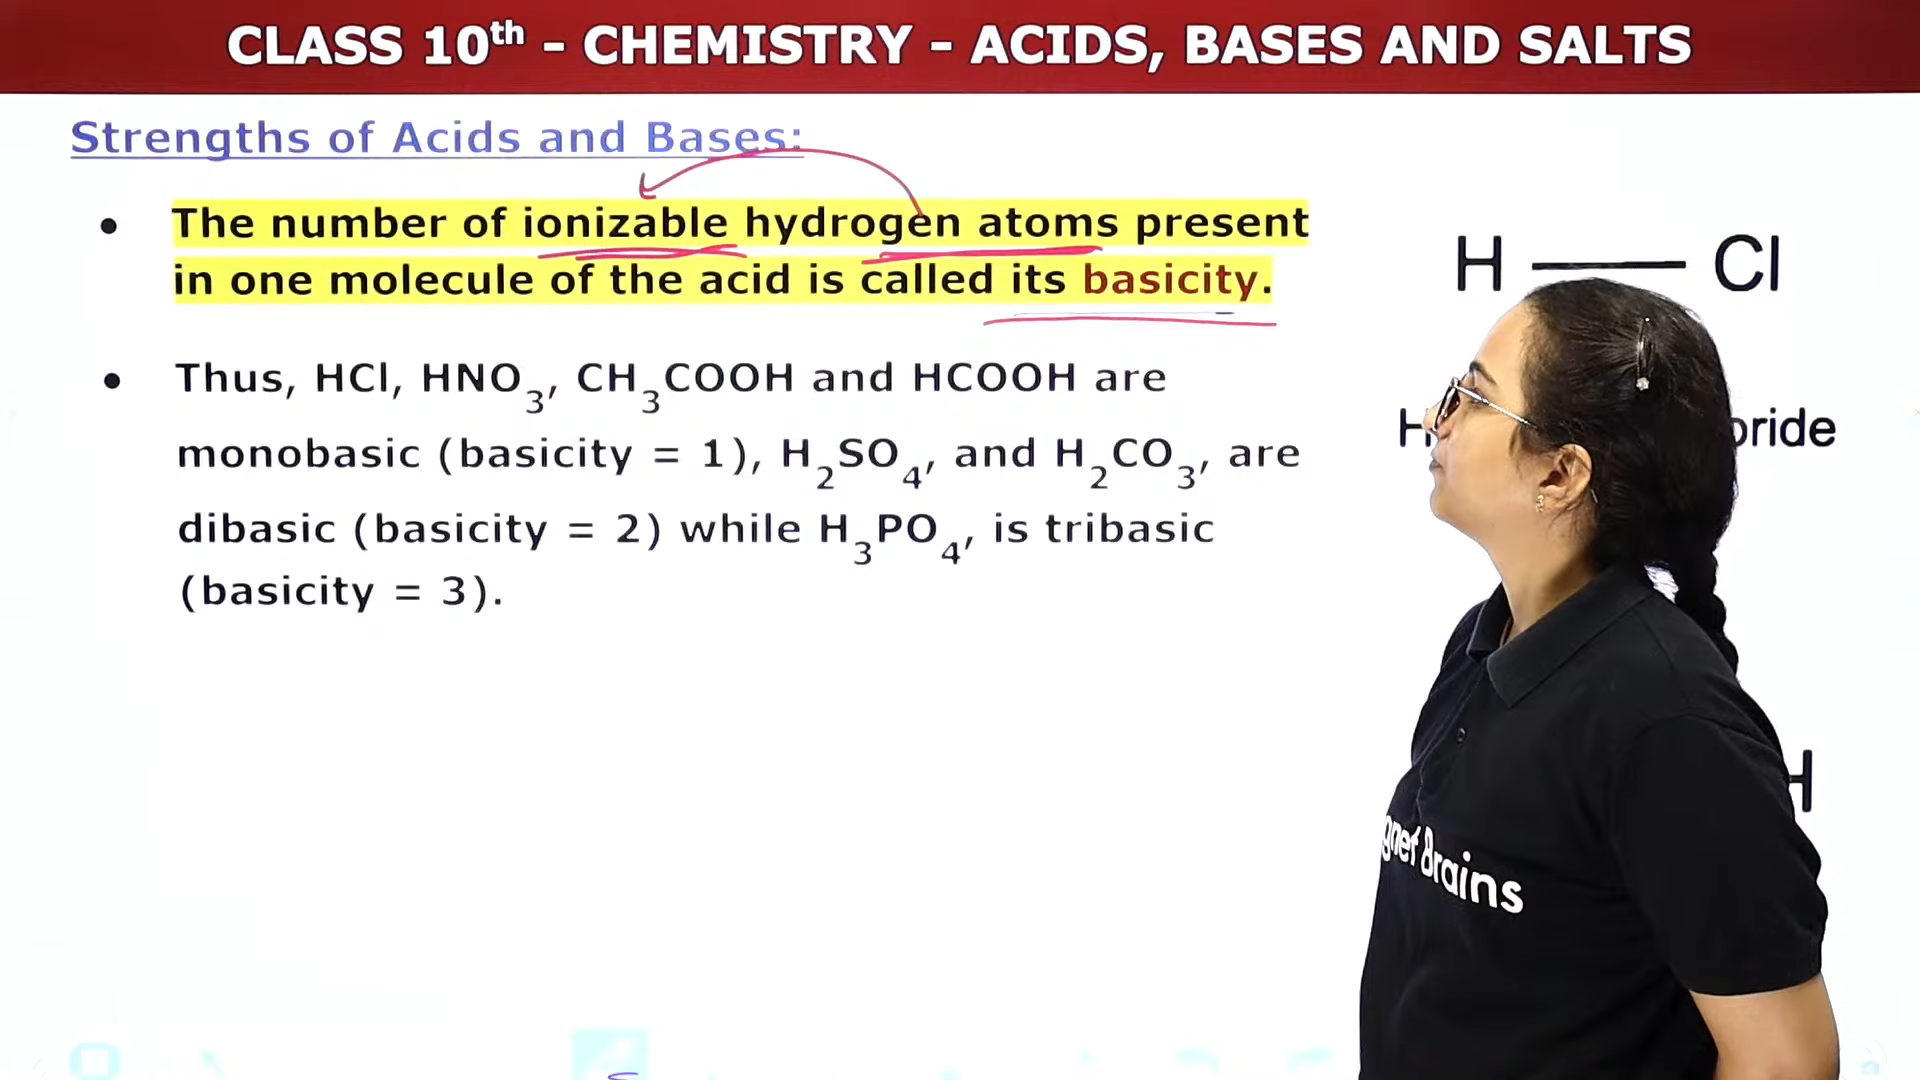 CLASS 10th - CHEMISTRY - ACIDS, BASES AND SALTS
Strengths of Acids and Bases:
• The number of ionizable hydrogen atoms present
in one molecule of the acid is called its basicity.
• Thus, HCl, HNO3, CH3COOH and HCOOH are
monobasic (basicity = 1), H2SO4, and H2CO3, are
dibasic (basicity = 2) while H3PO4, is tribasic
(basicity = 3).
H — Cl
H
oride
H
gnet Brains